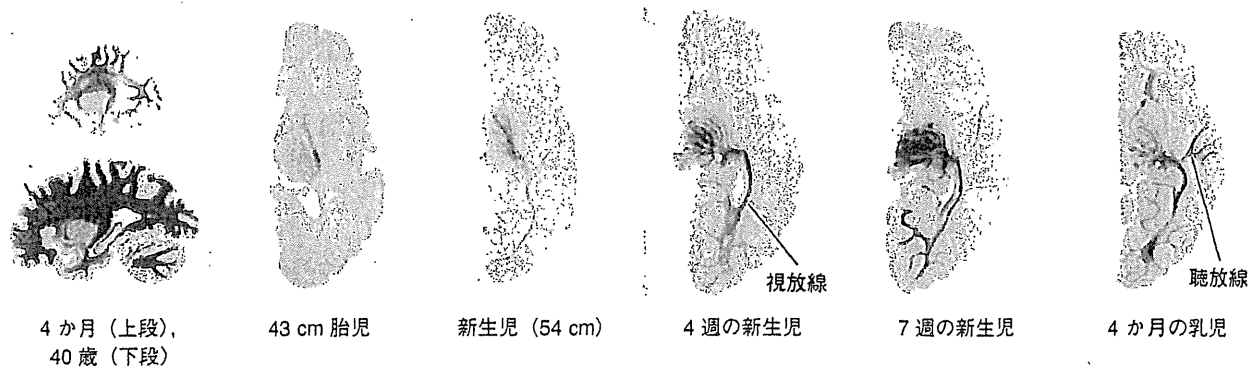 視放線
聴放線
4 か月（上段），
40 歳（下段）
43 cm 胎児
新生児（54 cm）
4 週の新生児
7 週の新生児
4 か月の乳児